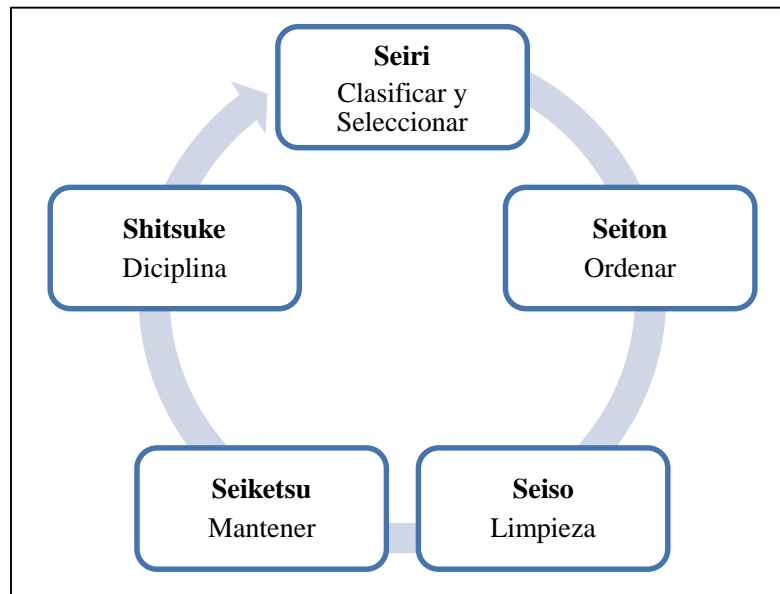 Seiri
Clasificar y
Seleccionar
Seiton
Ordenar
Seiso
Limpieza
Seiketsu
Mantener
Shitsuke
Diciplina